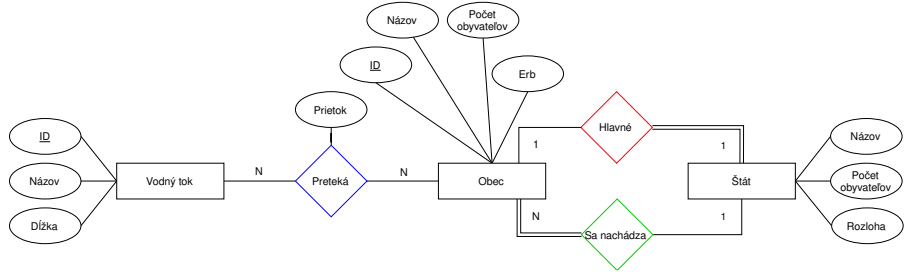 Názov
Počet
obyvateľov
ID
Erb
Prietok
Hlavné
ID
Názov
1
1
Názov
Vodný tok
N
Preteká
N
Obec
Štát
Počet
obyvateľov
Dĺžka
N
Sa nachádza
1
Rozloha